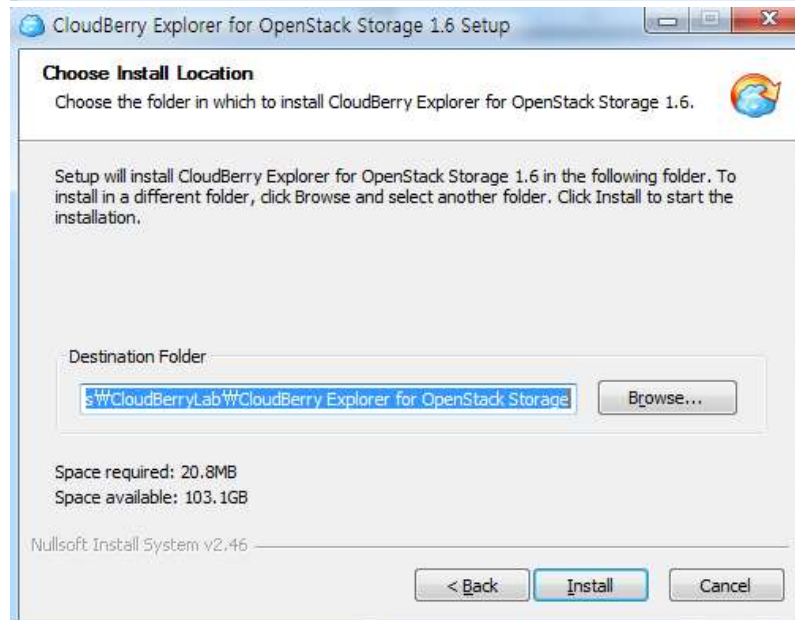 CloudBerry Explorer for OpenStack Storage 1.6 Setup
Choose Install Location
Choose the folder in which to install CloudBerry Explorer for OpenStack Storage 1.6.
Setup will install CloudBerry Explorer for OpenStack Storage 1.6 in the following folder. To
install in a different folder, click Browse and select another folder. Click Install to start the
installation.
Destination Folder
s₩CloudBerryLab₩CloudBerry Explorer for OpenStack Storage
Browse...
Space required: 20.8MB
Space available: 103.1GB
Nullsoft Install System v2.46
< Back
Install
Cancel